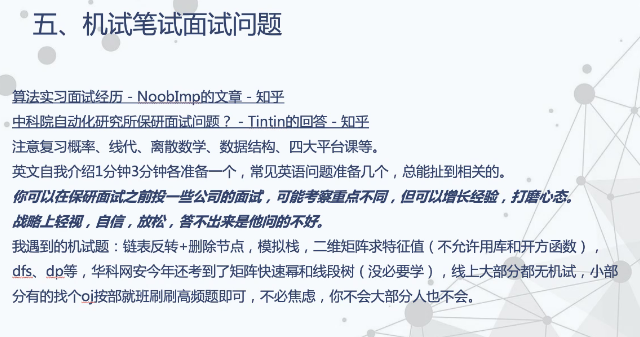 五、机试笔试面试问题
算法实习面试经历 - NoobImp的文章 - 知乎
中科院自动化研究所保研面试问题？ - Tintin的回答 - 知乎
注意复习概率、线代、离散数学、数据结构、四大平台课等。
英文自我介绍1分钟3分钟各准备一个，常见英语问题准备几个，总能扯到相关的。
你可以在保研面试之前投一些公司的面试，可能考察重点不同，但可以增长经验，打磨心态。
战略上轻视，自信，放松，答不出来是他问的不好。
我遇到的机试题：链表反转+删除节点，模拟栈，二维矩阵求特征值（不允许用库和开方函数），
dfs、dp等，华科网安今年还考到了矩阵快速幂和线段树（没必要学），线上大部分都无机试，小部
分有的找个oj按部就班刷刷高频题即可，不必焦虑，你不会大部分人也不会。